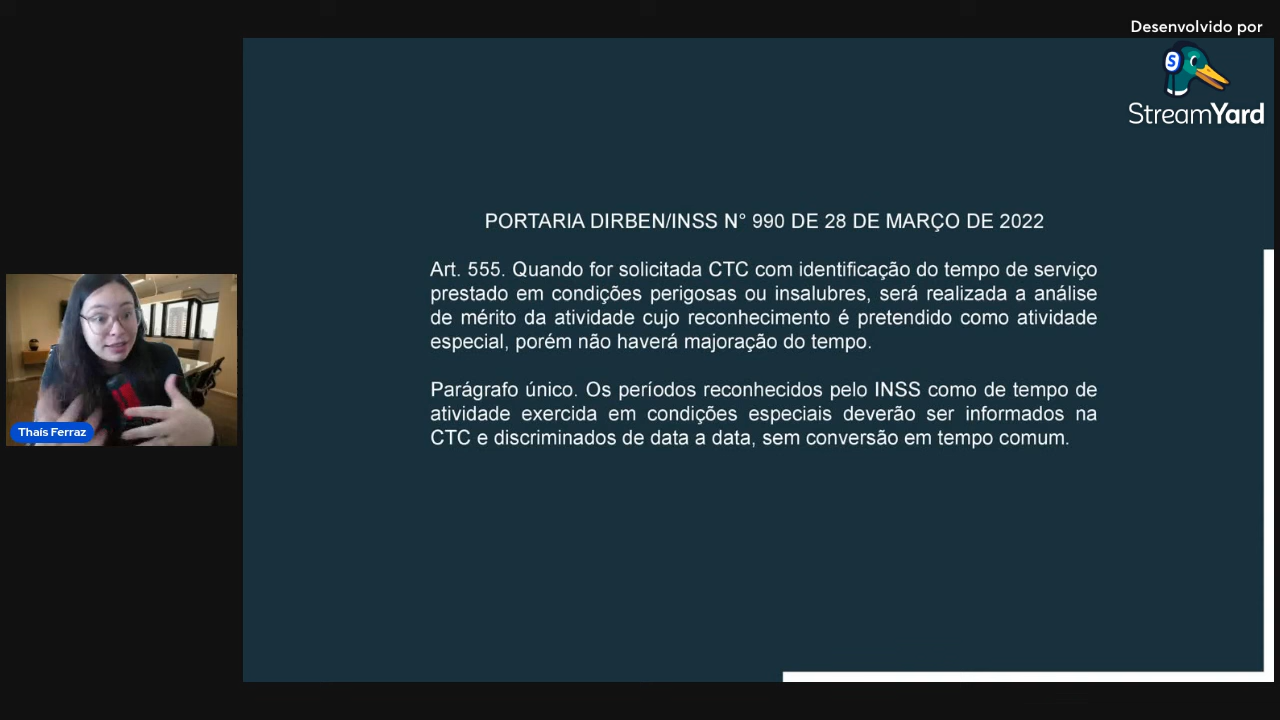 Desenvolvido por
S
StreamYard
PORTARIA DIRBEN/INSS N° 990 DE 28 DE MARÇO DE 2022
Art. 555. Quando for solicitada CTC com identificação do tempo de serviço
prestado em condições perigosas ou insalubres, será realizada a análise
de mérito da atividade cujo reconhecimento é pretendido como atividade
especial, porém não haverá majoração do tempo.
Parágrafo único. Os períodos reconhecidos pelo INSS como de tempo de
atividade exercida em condições especiais deverão ser informados na
CTC e discriminados de data a data, sem conversão em tempo comum.
Thaís Ferraz